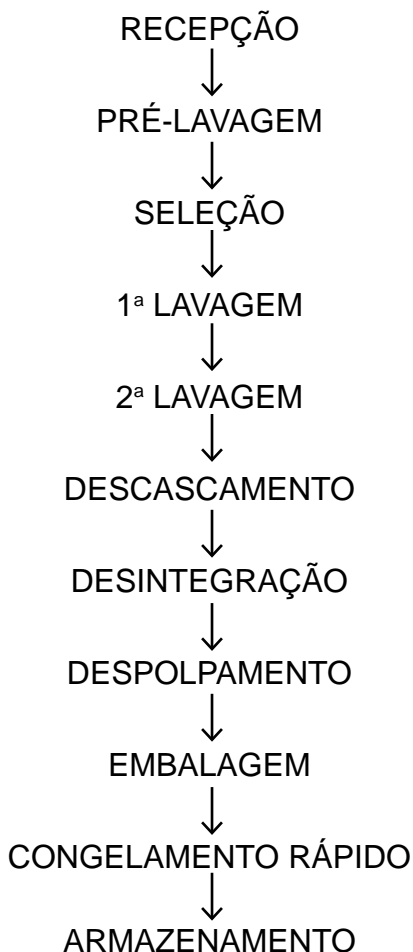 RECEPÇÃO
PRÉ-LAVAGEM
SELEÇÃO
1ª LAVAGEM
2ª LAVAGEM
DESCASCAMENTO
DESINTEGRAÇÃO
DESPOLPAMENTO
EMBALAGEM
CONGELAMENTO RÁPIDO
ARMAZENAMENTO